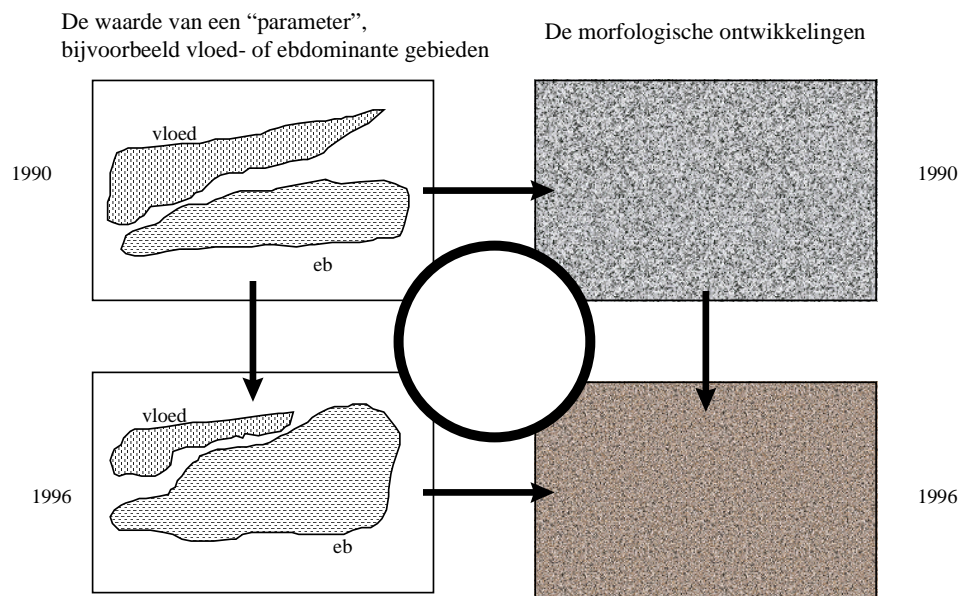 De waarde van een “parameter”,
bijvoorbeeld vloed- of ebdominante gebieden
De morfologische ontwikkelingen
vloed
1990
1990
eb
vloed
1996
1996
eb